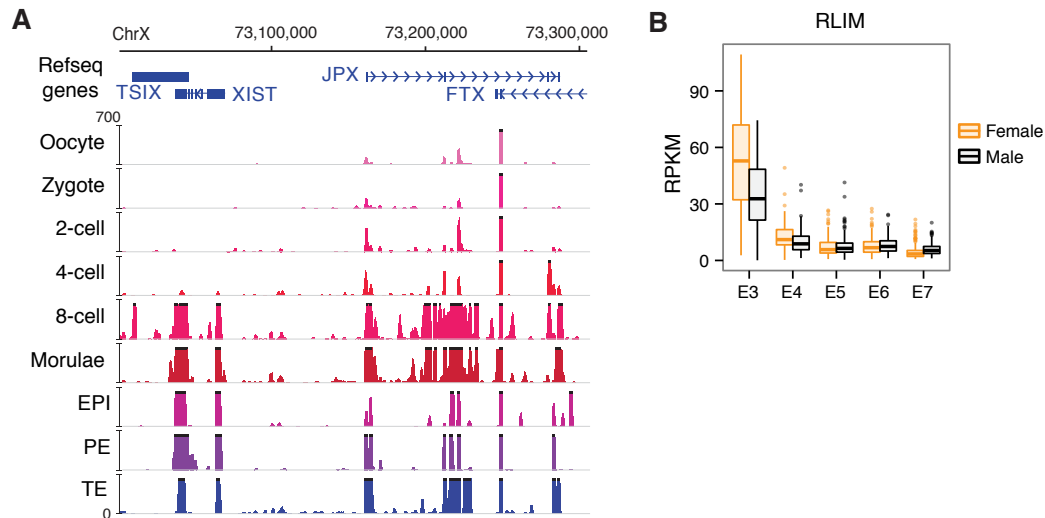 A
ChrX 73,100,000 73,200,000 73,300,000
Refseq genes
JPX
TSIX XIST FTX
700
Oocyte
Zygote
2-cell
4-cell
8-cell
Morulae
EPI
PE
TE
0
B
RLIM
RPKM
90
60
30
0
E3 E4 E5 E6 E7
Female
Male